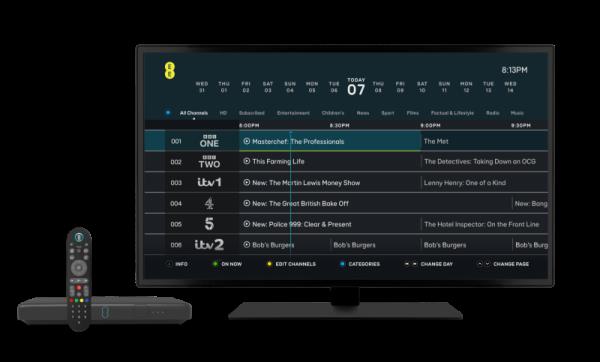 EE
8:13PM
WED THU FRI SAT SUN MON TUE TODAY THU FRI SAT SUN MON TUE WED
31 01 02 03 04 05 06 07 08 09 10 11 12 13 14
All Channels HD Subscribed Entertainment Children's News Sport Films Factual & Lifestyle Radio Music
8:00PM 8:30PM 9:00PM 9:30PM
001 BBC ONE Masterchef: The Professionals The Met
002 BBC TWO This Farming Life The Detectives: Taking Down an OCG
003 itv1 New: The Martin Lewis Money Show Lenny Henry: One of a Kind
004 4 New: The Great British Bake Off New: Bang
005 5 New: Police 999: Clear & Present The Hotel Inspector: On the Front Line
006 itv2 Bob's Burgers Bob's Burgers Bob's Burgers Bob's Burgers
i INFO ON NOW EDIT CHANNELS CATEGORIES CHANGE DAY CHANGE PAGE